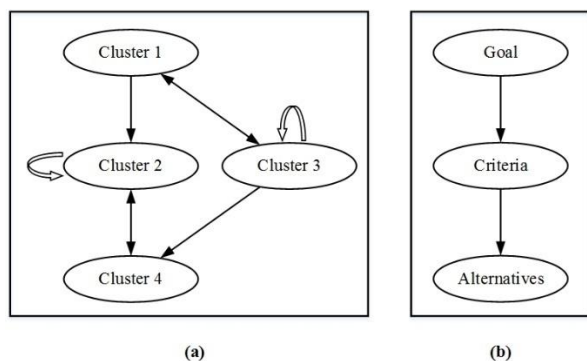 Cluster 1
Cluster 2
Cluster 3
Cluster 4
(a)
Goal
Criteria
Alternatives
(b)